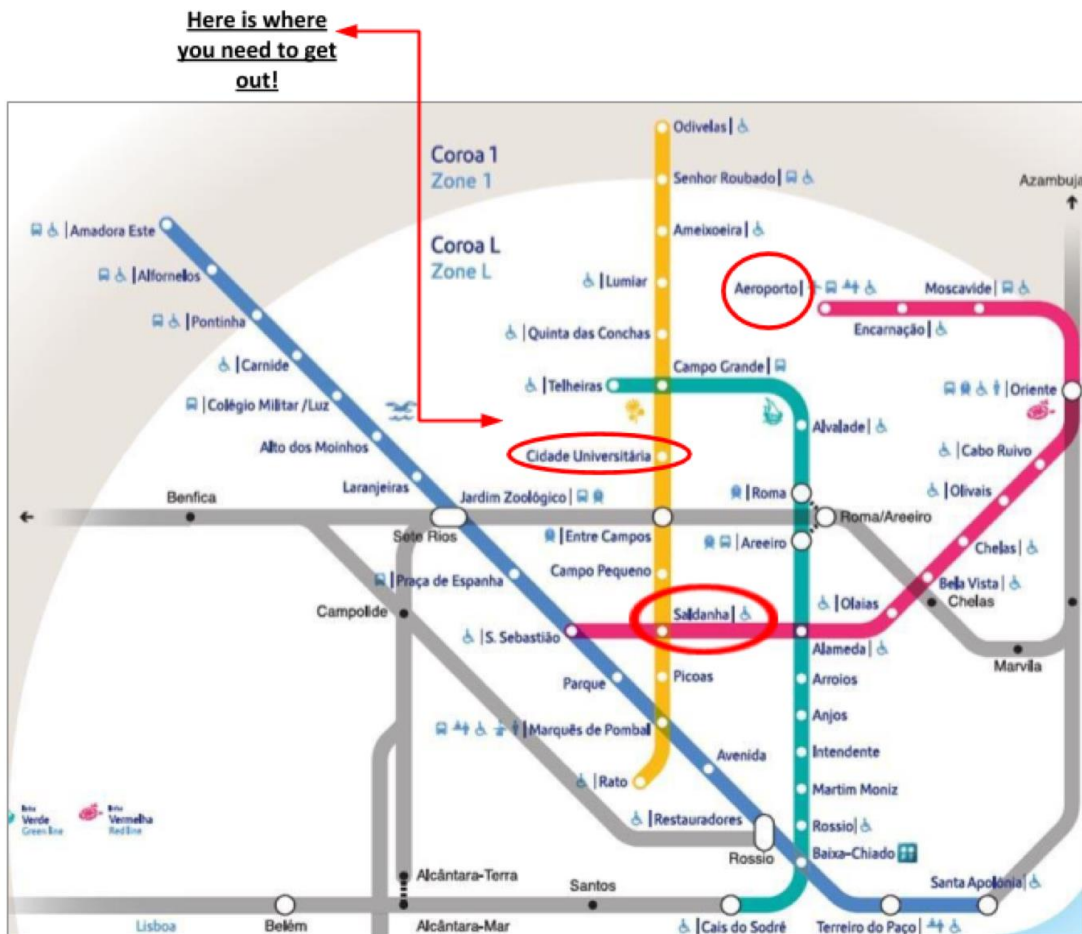 Here is where
you need to get
out!
Odivelas
Coroa 1
Zone 1
Senhor Roubado
Azambuja
Amadora Este
Ameixoeira
Coroa L
Zone L
Alfornelos
Lumiar
Aeroporto
Moscavide
Pontinha
Quinta das Conchas
Encarnação
Carnide
Campo Grande
Telheiras
Oriente
Colégio Militar /Luz
Alvalade
Alto dos Moinhos
Cidade Universitária
Cabo Ruivo
Laranjeiras
Benfica
Jardim Zoológico
Roma
Olivais
Sete Rios
Entre Campos
Roma/Areeiro
Areeiro
Chelas
Praça de Espanha
Campo Pequeno
Bela Vista
Chelas
Campolide
Saldanha
Olaias
S. Sebastião
Alameda
Marvila
Parque
Picoas
Arroios
Anjos
Marquês de Pombal
Avenida
Intendente
Rato
Martim Moniz
Verde
Green line
Vermelha
Red line
Restauradores
Rossio
Rossio
Baixa-Chiado
Alcântara-Terra
Santos
Santa Apolónia
Lisboa
Belém
Alcântara-Mar
Cais do Sodré
Terreiro do Paço